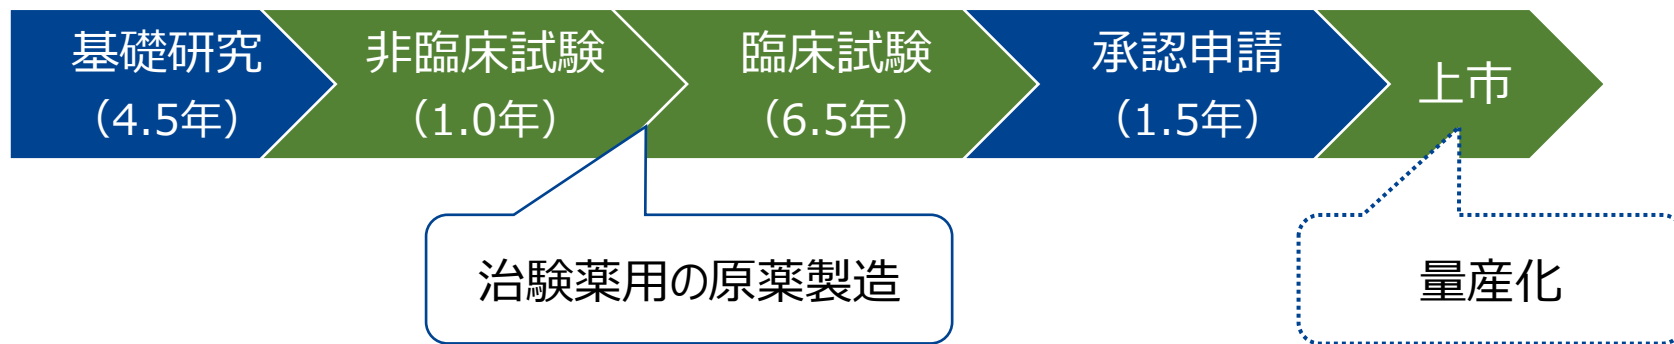 基礎研究
（4.5年）
非臨床試験
（1.0年）
臨床試験
（6.5年）
承認申請
（1.5年）
上市
治験薬用の原薬製造
量産化